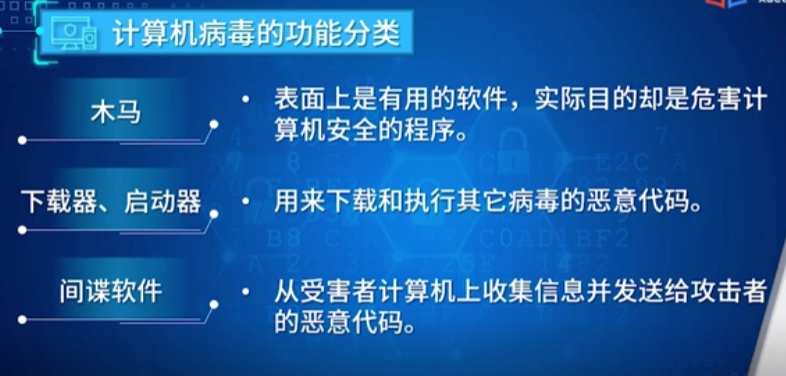 计算机病毒的功能分类
木马
• 表面上是有用的软件，实际目的却是危害计
算机安全的程序。
下载器、启动器
• 用来下载和执行其它病毒的恶意代码。
间谍软件
• 从受害者计算机上收集信息并发送给攻击者
的恶意代码。